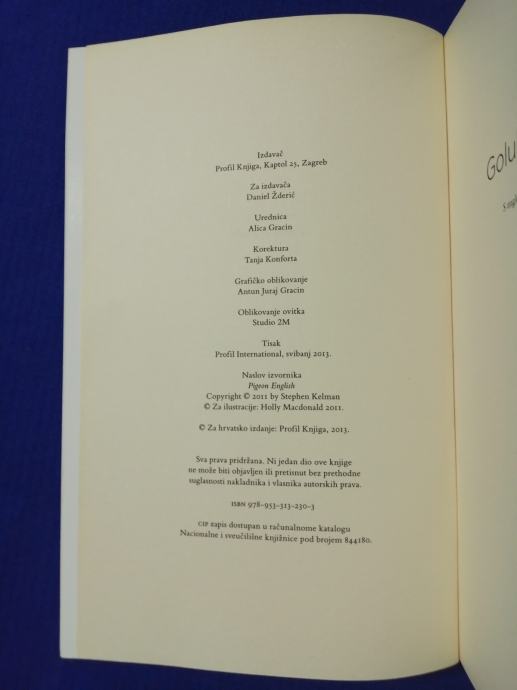 Izdavač
Profil Knjiga, Kaptol 25, Zagreb
Za izdavača
Daniel Žderić
Urednica
Alica Gracin
Korektura
Tanja Konforta
Grafičko oblikovanje
Antun Juraj Gracin
Oblikovanje ovitka
Studio 2M
Tisak
Profil International, svibanj 2013.
Naslov izvornika
Pigeon English
Copyright © 2011 by Stephen Kelman
© Za ilustracije: Holly Macdonald 2011.
© Za hrvatsko izdanje: Profil Knjiga, 2013.
Sva prava pridržana. Ni jedan dio ove knjige
ne može biti objavljen ili pretisnut bez prethodne
suglasnosti nakladnika i vlasnika autorskih prava.
ISBN 978-953-313-230-3
CIP zapis dostupan u računalnome katalogu
Nacionalne i sveučilišne knjižnice pod brojem 844180.
Golu